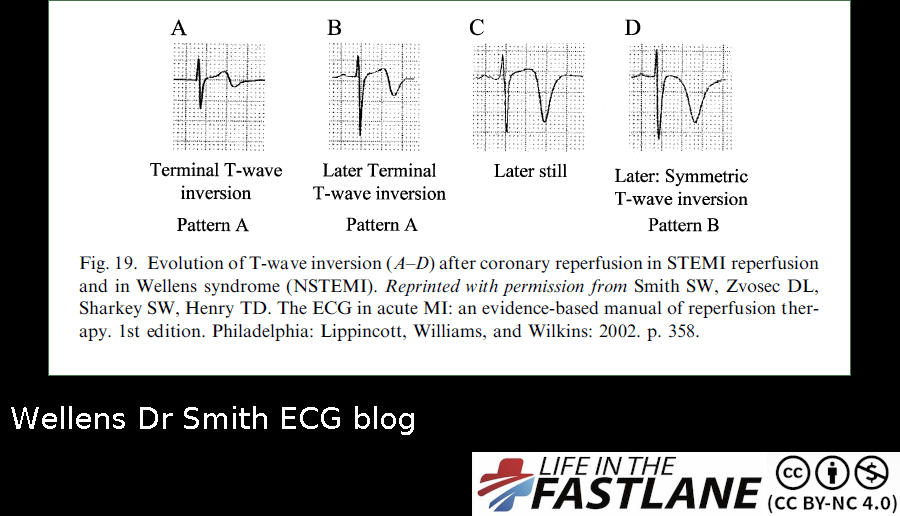 A B C D
Terminal T-wave
inversion
Pattern A
Later Terminal
T-wave inversion
Pattern A
Later still
Later: Symmetric
T-wave inversion
Pattern B
Fig. 19. Evolution of T-wave inversion (A–D) after coronary reperfusion in STEMI reperfusion
and in Wellens syndrome (NSTEMI). Reprinted with permission from Smith SW, Zvosec DL,
Sharkey SW, Henry TD. The ECG in acute MI: an evidence-based manual of reperfusion ther-
apy. 1st edition. Philadelphia: Lippincott, Williams, and Wilkins: 2002. p. 358.
Wellens Dr Smith ECG blog
LIFE IN THE
FASTLANE
cc
(CC BY-NC 4.0)